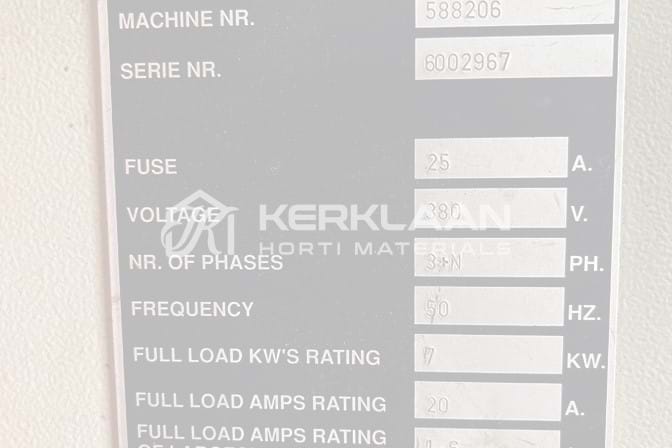 MACHINE NR. 588206
SERIE NR. 6002967
FUSE 25 A.
VOLTAGE 380 V.
KERKLAAN
HORTI MATERIALS
NR. OF PHASES 3+N PH.
FREQUENCY 50 HZ.
FULL LOAD KW'S RATING 7 KW.
FULL LOAD AMPS RATING 20 A.
FULL LOAD AMPS RATING